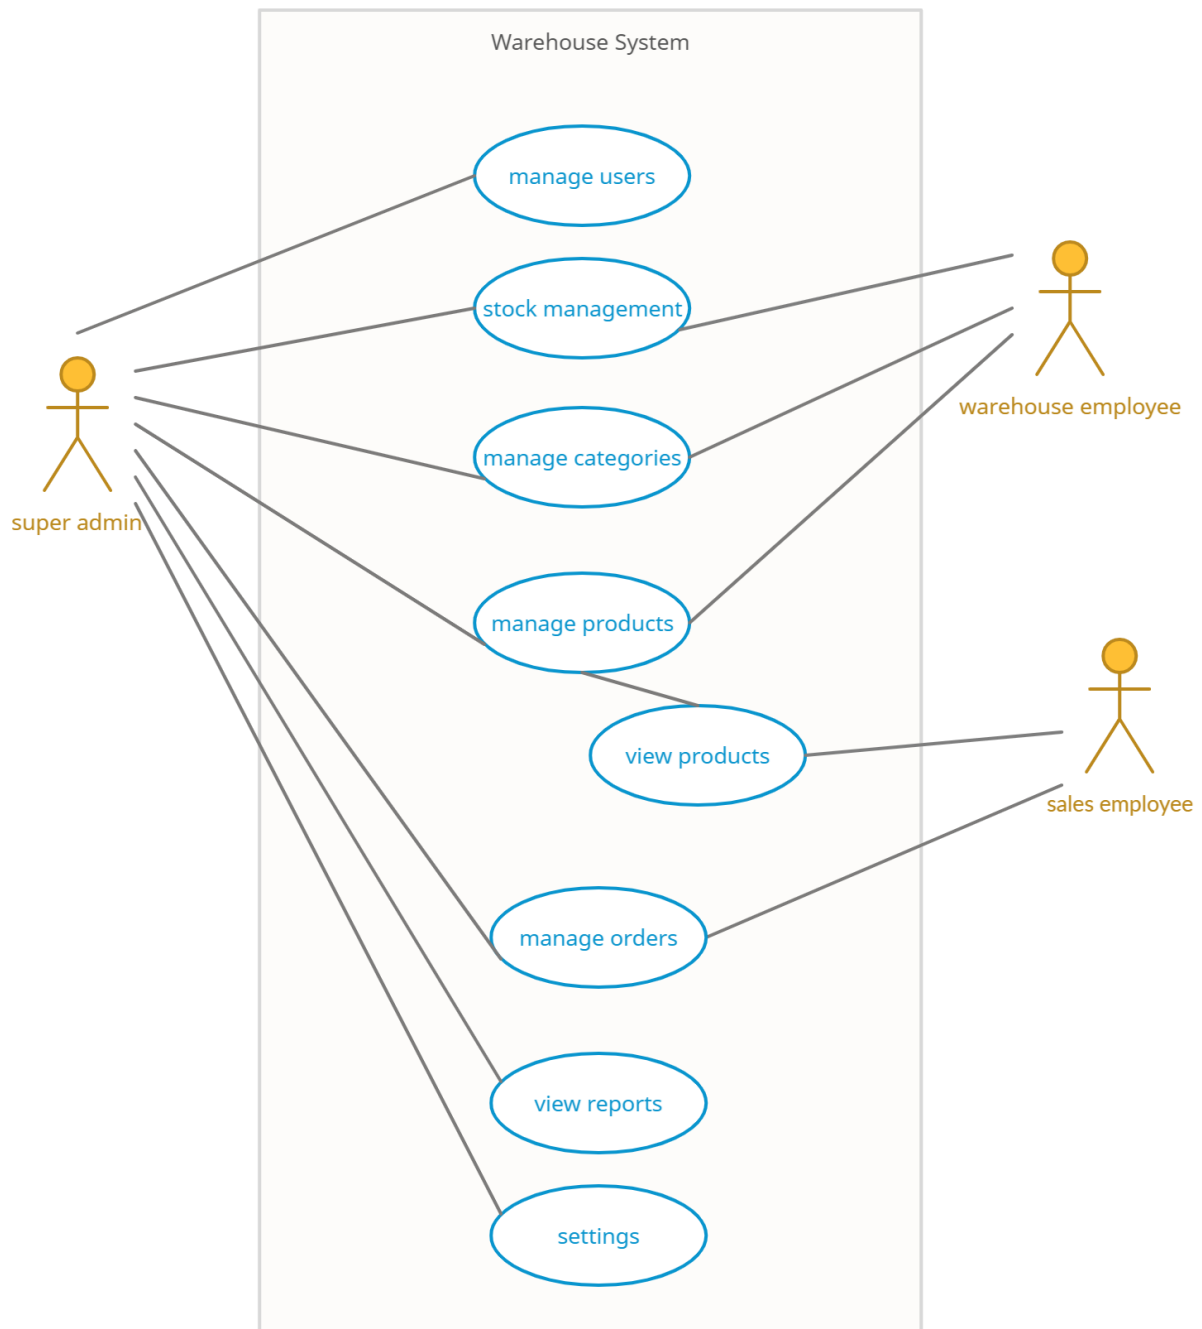 Warehouse System
manage users
stock management
manage categories
warehouse employee
super admin
manage products
view products
sales employee
manage orders
view reports
settings